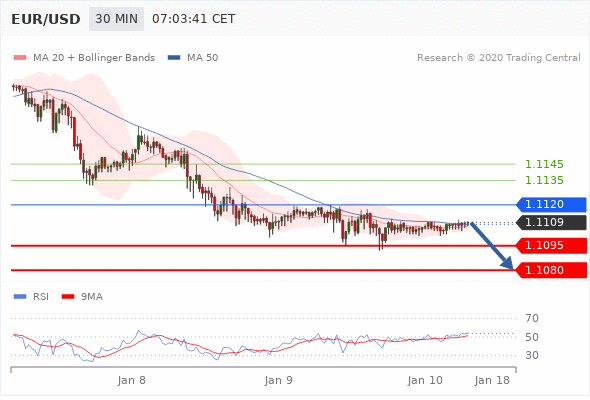 EUR/USD 30 MIN 07:03:41 CET
MA 20 + Bollinger Bands MA 50 Research © 2020 Trading Central
1.1145
1.1135
1.1120
1.1109
1.1095
1.1080
RSI 9MA
70
50
30
Jan 8 Jan 9 Jan 10 Jan 18